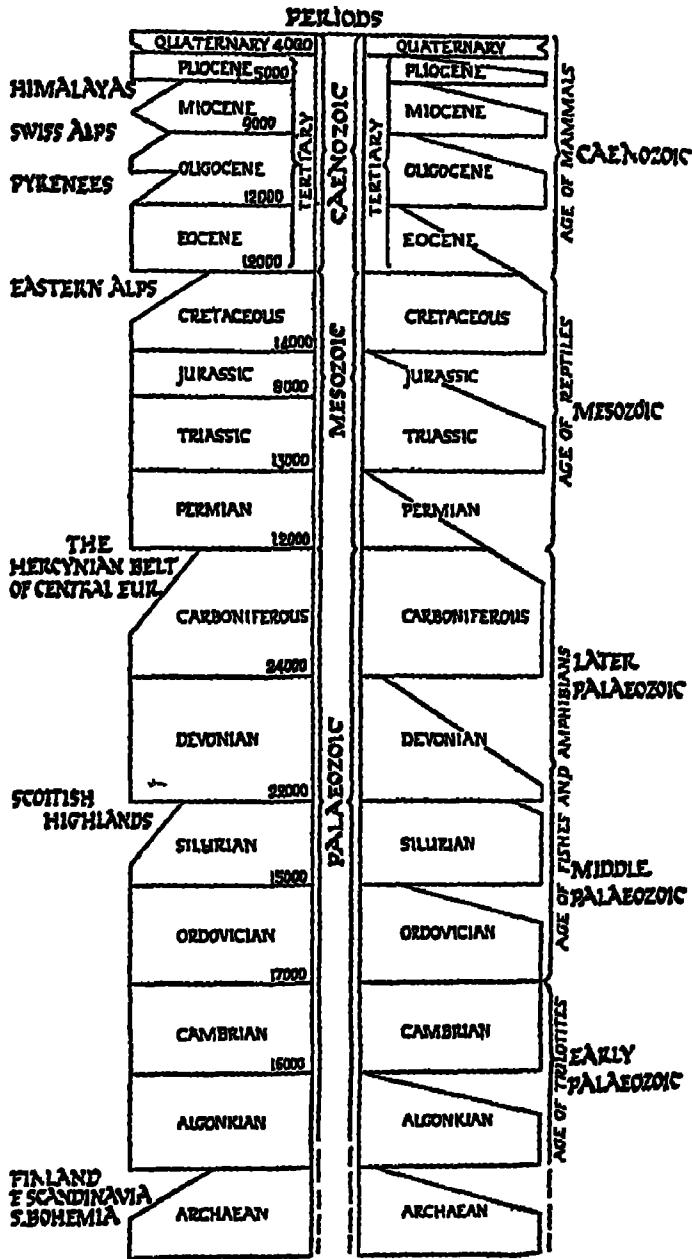 PERIODS
QUATERNARY 4000
PLIOCENE 5000
HIMALAYAS
MIOCENE
9000
SWISS ALPS
OLIGOCENE
12000
PYRENEES
EOCENE
12000
TERTIARY
EASTERN ALPS
CRETACEOUS
14000
JURASSIC
8000
TRIASSIC
13000
PERMIAN
12000
THE
HERCYNIAN BELT
OF CENTRAL EUR.
CARBONIFEROUS
24000
DEVONIAN
22000
SCOTTISH
HIGHLANDS
SILURIAN
15000
ORDOVICIAN
17000
CAMBRIAN
16000
ALGONKIAN
FINLAND
E SCANDINAVIA
S. BOHEMIA
ARCHAEAN
CAENOZOIC
MESOZOIC
PALAEOZOIC
QUATERNARY
PLIOCENE
MIOCENE
OLIGOCENE
EOCENE
TERTIARY
CRETACEOUS
JURASSIC
TRIASSIC
PERMIAN
CARBONIFEROUS
DEVONIAN
SILURIAN
ORDOVICIAN
CAMBRIAN
ALGONKIAN
ARCHAEAN
AGE OF MAMMALS
CAENOZOIC
AGE OF REPTILES
MESOZOIC
AGE OF FISHES AND AMPHIBIANS
LATER
PALAEOZOIC
MIDDLE
PALAEOZOIC
AGE OF TRILOTITES
EARLY
PALAEOZOIC